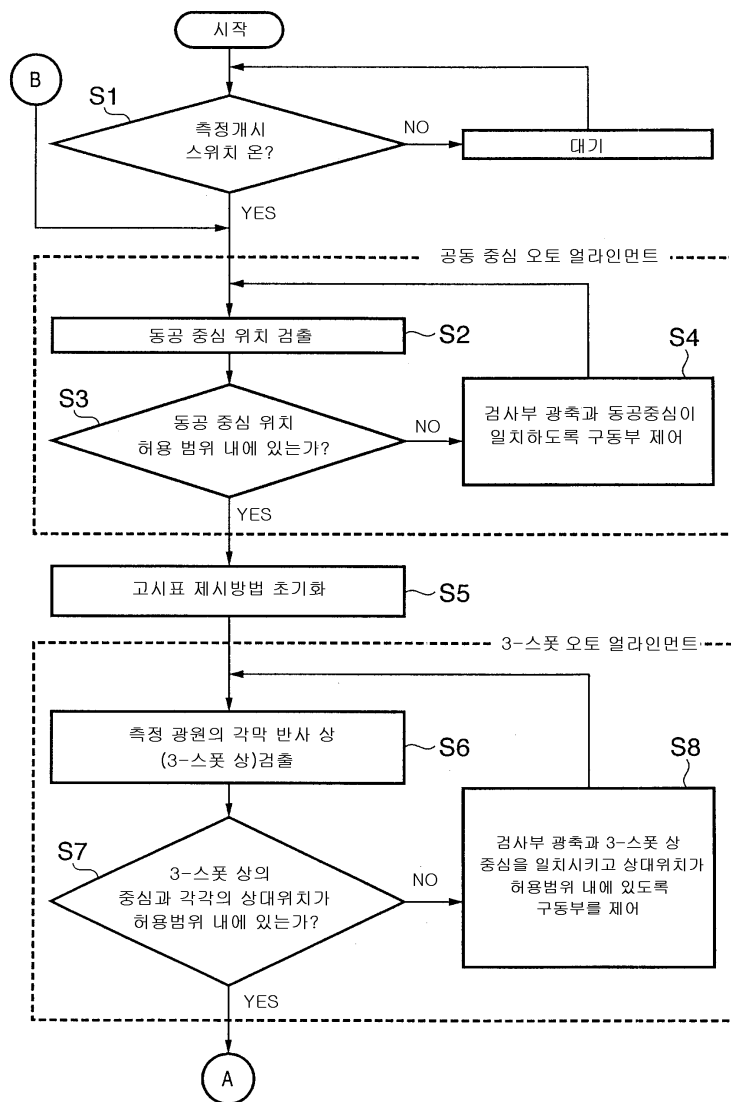 시작
B
S1
측정개시
스위치 온?
NO
대기
YES
공동 중심 오토 얼라인먼트
동공 중심 위치 검출
S2
S4
S3
동공 중심 위치
허용 범위 내에 있는가?
NO
검사부 광축과 동공중심이
일치하도록 구동부 제어
YES
고시표 제시방법 초기화
S5
3-스폿 오토 얼라인먼트
측정 광원의 각막 반사 상
(3-스폿 상)검출
S6
S8
S7
3-스폿 상의
중심과 각각의 상대위치가
허용범위 내에 있는가?
NO
검사부 광축과 3-스폿 상
중심을 일치시키고 상대위치가
허용범위 내에 있도록
구동부를 제어
YES
A